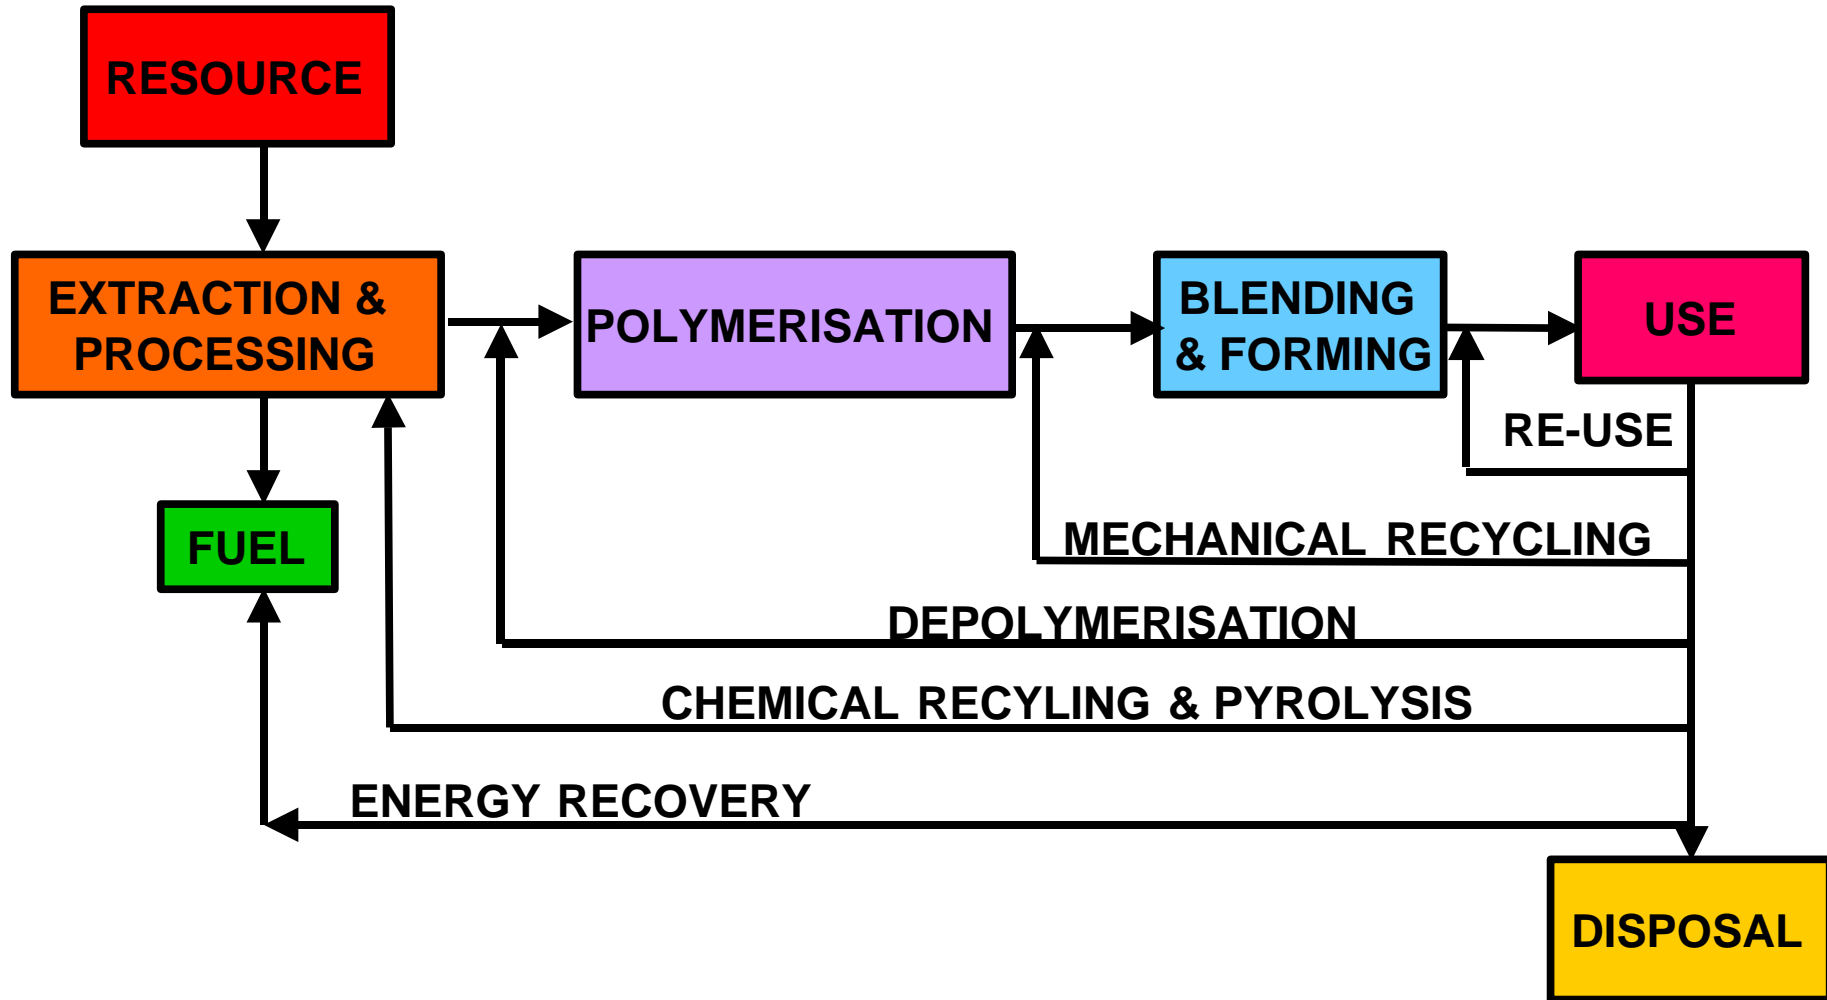 RESOURCE
EXTRACTION &
PROCESSING
POLYMERISATION
BLENDING
& FORMING
USE
RE-USE
FUEL
MECHANICAL RECYCLING
DEPOLYMERISATION
CHEMICAL RECYLING & PYROLYSIS
ENERGY RECOVERY
DISPOSAL